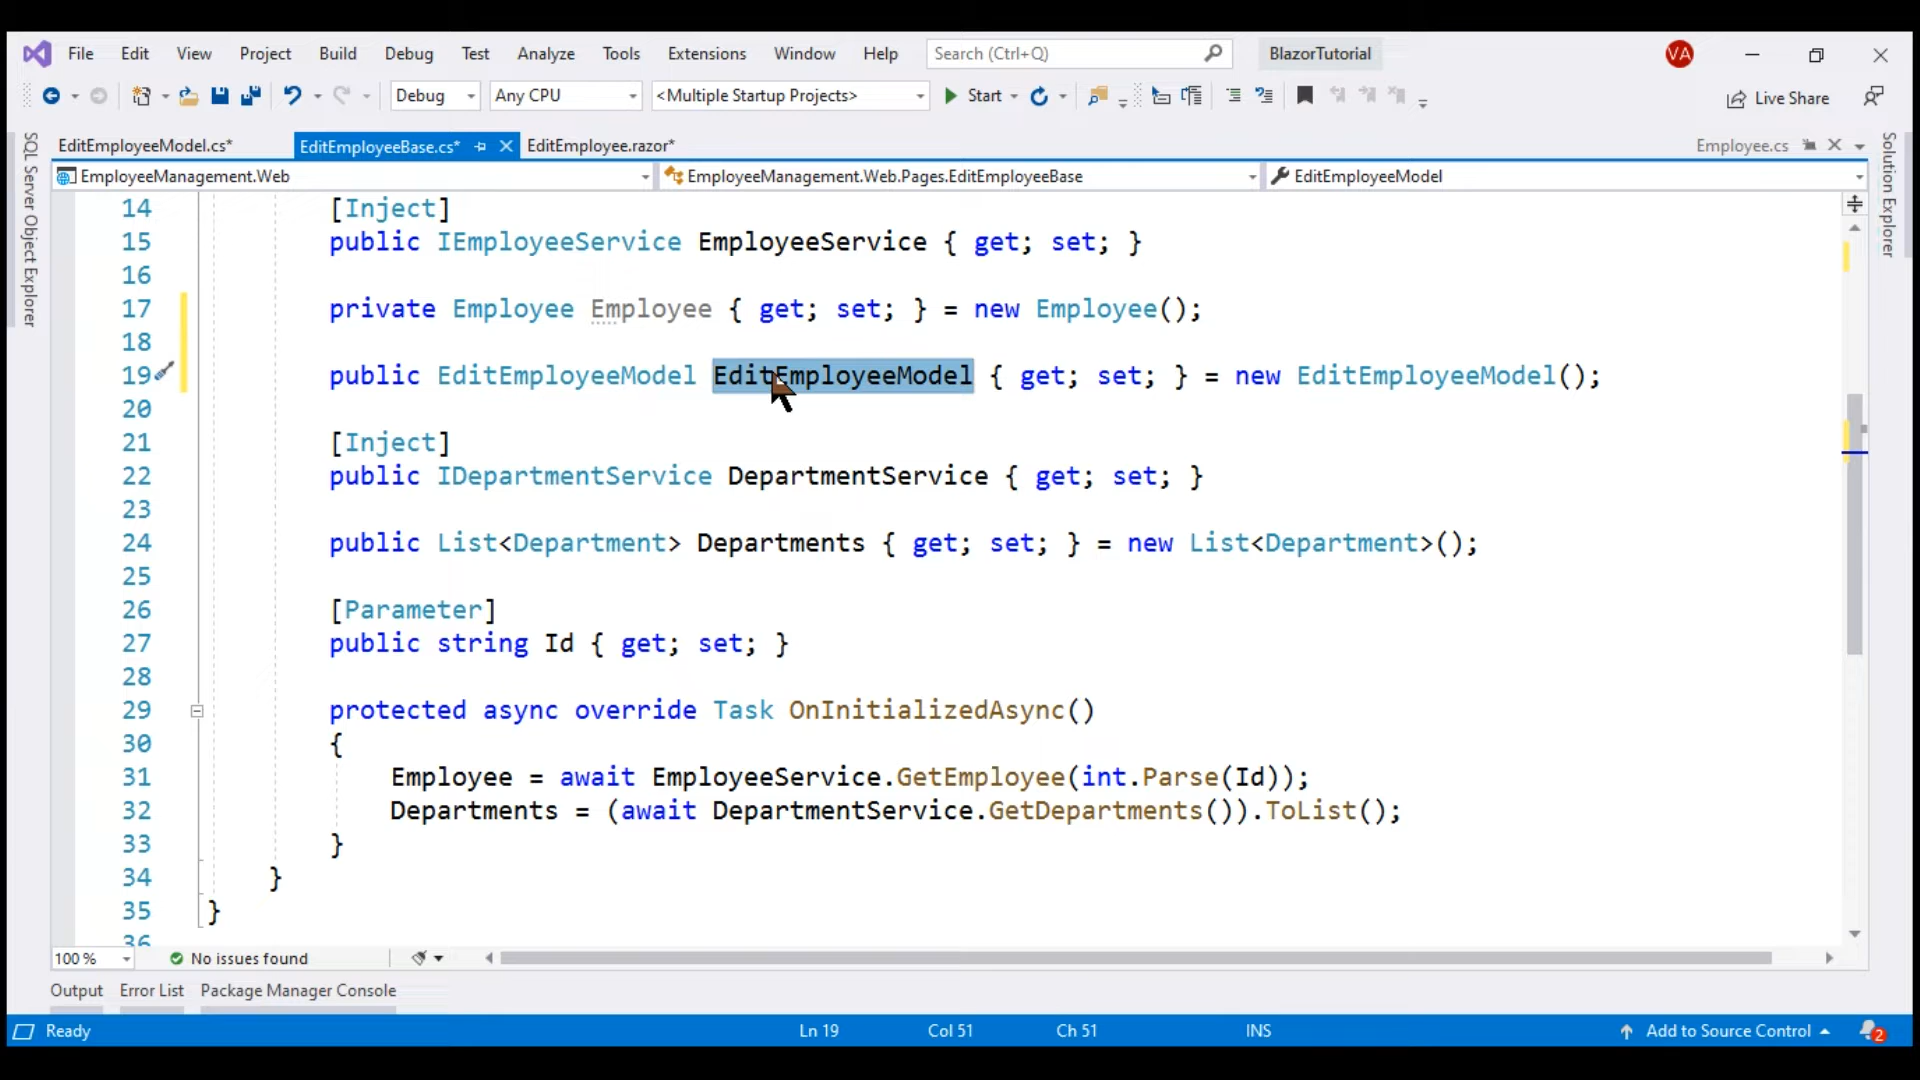 File Edit View Project Build Debug Test Analyze Tools Extensions Window Help Search (Ctrl+Q) BlazorTutorial VA
Debug Any CPU <Multiple Startup Projects> Start Live Share
EditEmployeeModel.cs* EditEmployeeBase.cs* EditEmployee.razor* Employee.cs
EmployeeManagement.Web EmployeeManagement.Web.Pages.EditEmployeeBase EditEmployeeModel
SQL Server Object Explorer
Solution Explorer
14 [Inject]
15 public IEmployeeService EmployeeService { get; set; }
16
17 private Employee Employee { get; set; } = new Employee();
18
19 public EditEmployeeModel EditEmployeeModel { get; set; } = new EditEmployeeModel();
20
21 [Inject]
22 public IDepartmentService DepartmentService { get; set; }
23
24 public List<Department> Departments { get; set; } = new List<Department>();
25
26 [Parameter]
27 public string Id { get; set; }
28
29 protected async override Task OnInitializedAsync()
30 {
31 Employee = await EmployeeService.GetEmployee(int.Parse(Id));
32 Departments = (await DepartmentService.GetDepartments()).ToList();
33 }
34 }
35 }
36
100 % No issues found
Output Error List Package Manager Console
Ready Ln 19 Col 51 Ch 51 INS Add to Source Control 2